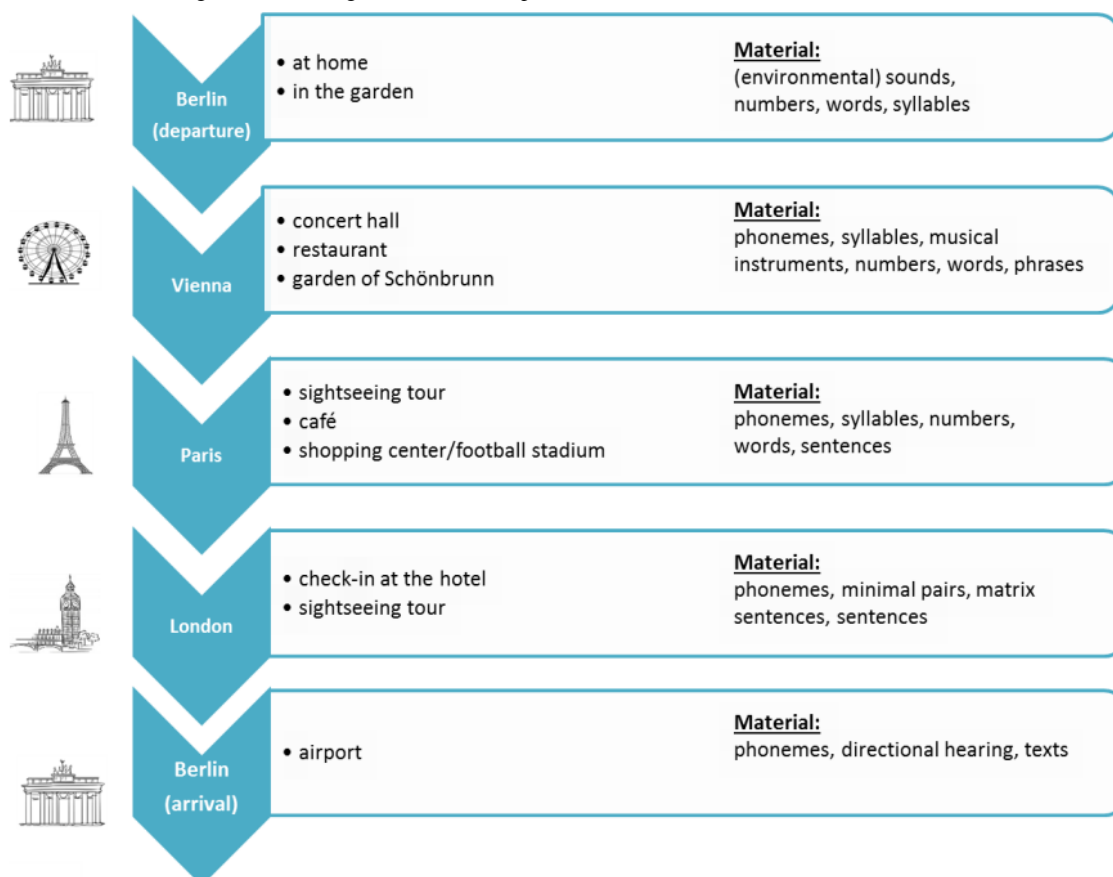 Berlin
(departure)
• at home
• in the garden
Material:
(environmental) sounds,
numbers, words, syllables
Vienna
• concert hall
• restaurant
• garden of Schönbrunn
Material:
phonemes, syllables, musical
instruments, numbers, words, phrases
Paris
• sightseeing tour
• café
• shopping center/football stadium
Material:
phonemes, syllables, numbers,
words, sentences
London
• check-in at the hotel
• sightseeing tour
Material:
phonemes, minimal pairs, matrix
sentences, sentences
Berlin
(arrival)
• airport
Material:
phonemes, directional hearing, texts